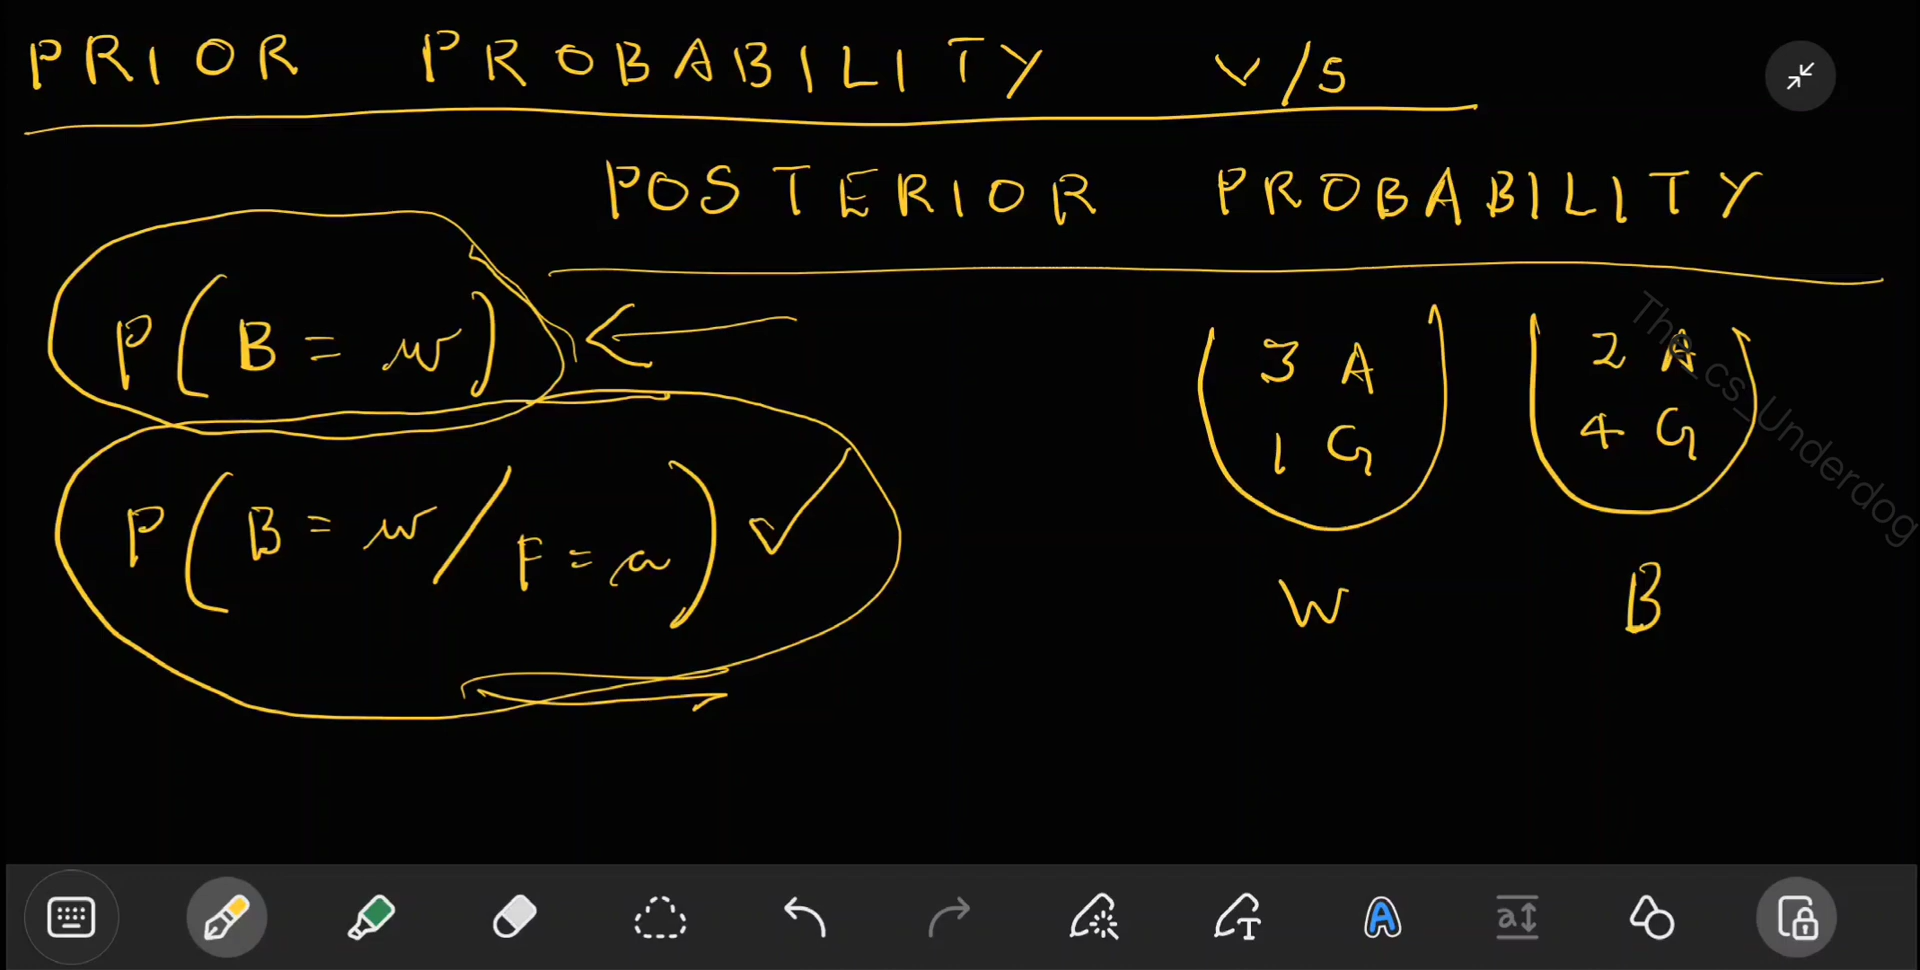 PRIOR PROBABILITY v/s
POSTERIOR PROBABILITY
P(B = w)
P(B = w / F = a)
3 A
1 G
W
2 A
4 G
B
The_cs_Underdog